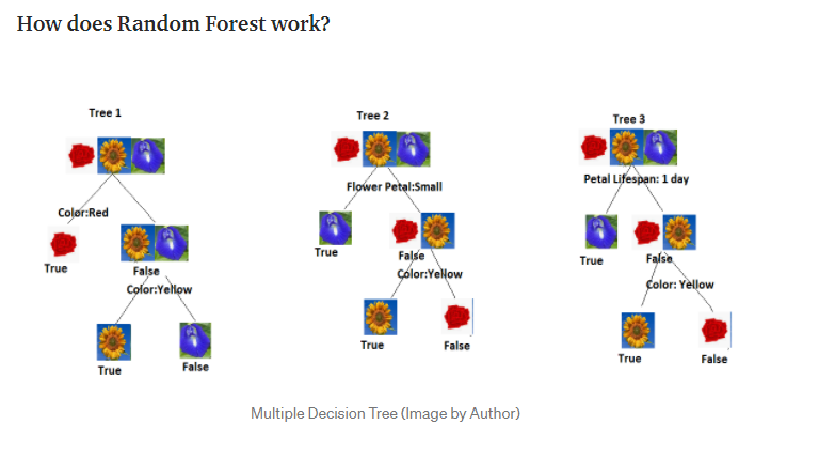 How does Random Forest work?
Tree 1
Color:Red
True
False
Color:Yellow
True
False
Tree 2
Flower Petal:Small
True
False
Color:Yellow
True
False
Tree 3
Petal Lifespan: 1 day
True
False
Color: Yellow
True
False
Multiple Decision Tree (Image by Author)